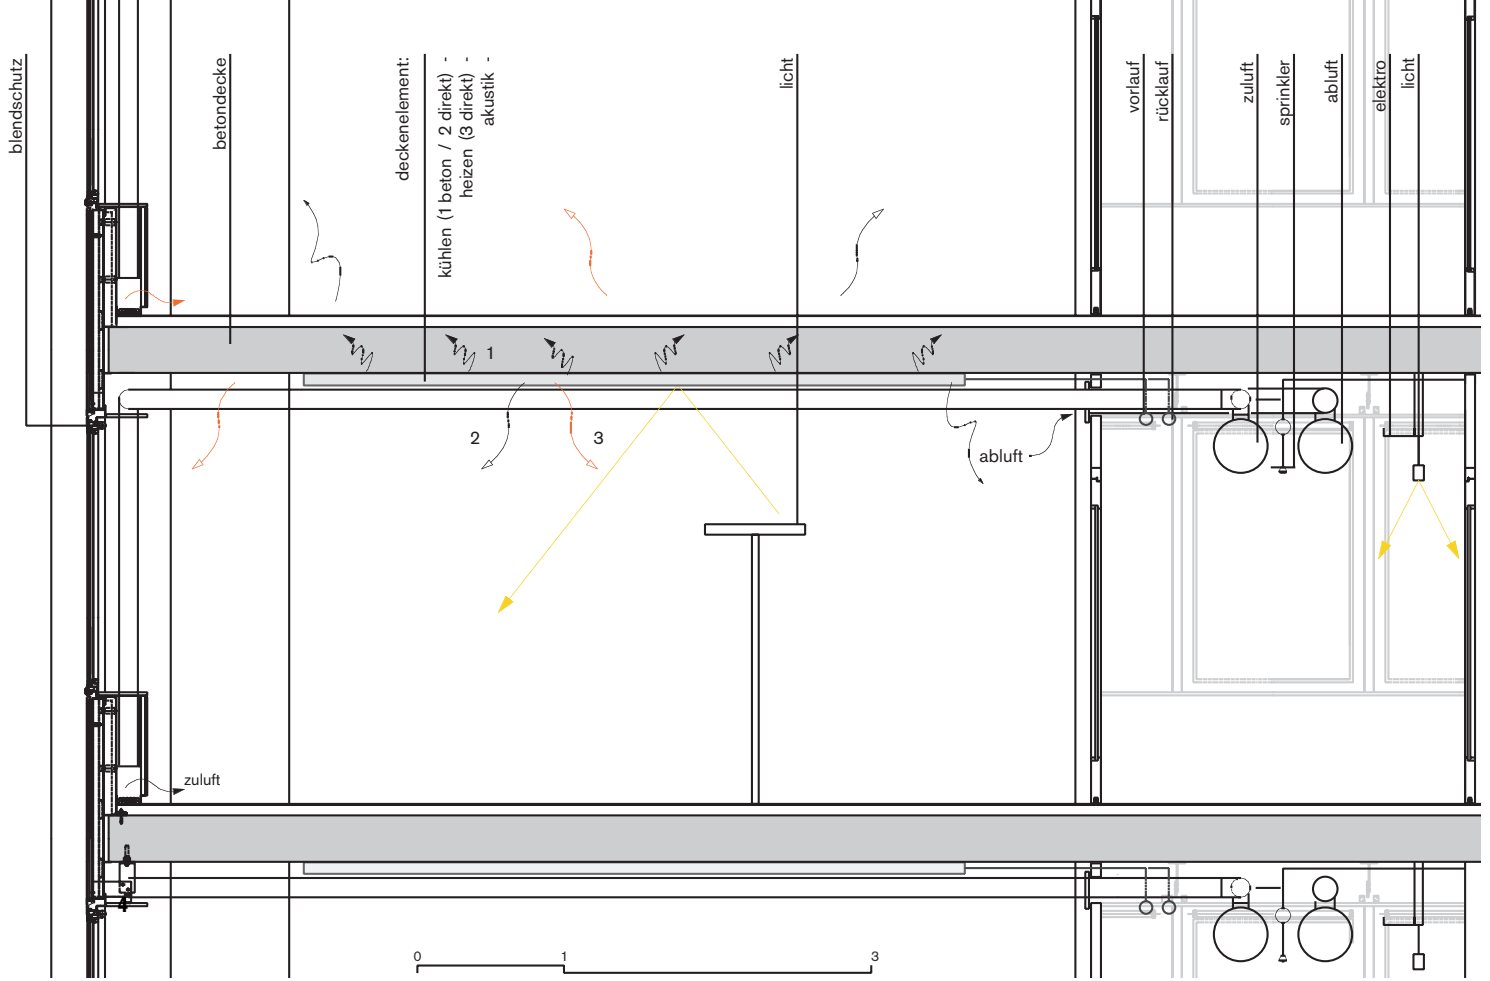 blendschutz
betondecke
deckenelement:
kühlen (1 beton / 2 direkt) -
heizen (3 direkt) -
akustik -
licht
vorlauf
rücklauf
zuluft
sprinkler
abluft
elektro
licht
1
2
3
abluft
zuluft
4
0 1 3